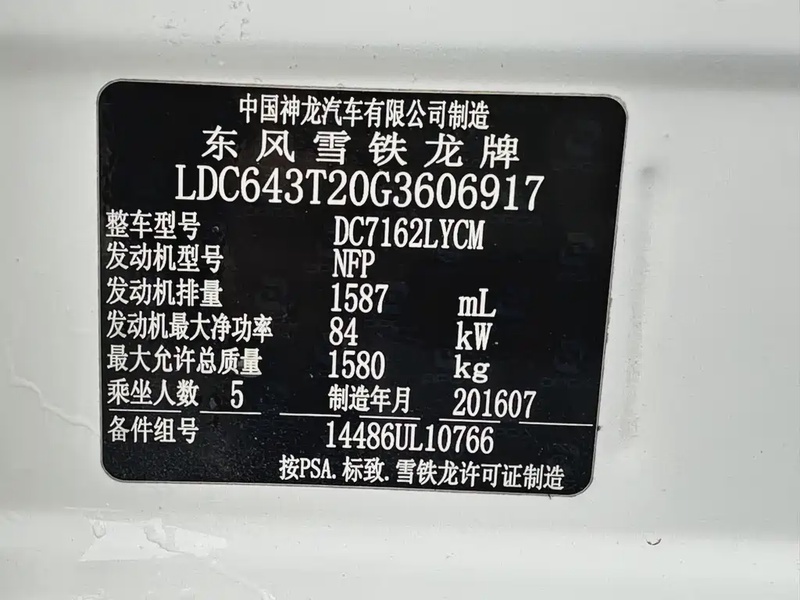 中国神龙汽车有限公司制造
东风雪铁龙牌
LDC643T20G3606917
整车型号 DC7162LYCM
发动机型号 NFP
发动机排量 1587 mL
发动机最大净功率 84 kW
最大允许总质量 1580 kg
乘坐人数 5 制造年月 201607
备件组号 14486UL10766
按PSA.标致.雪铁龙许可证制造